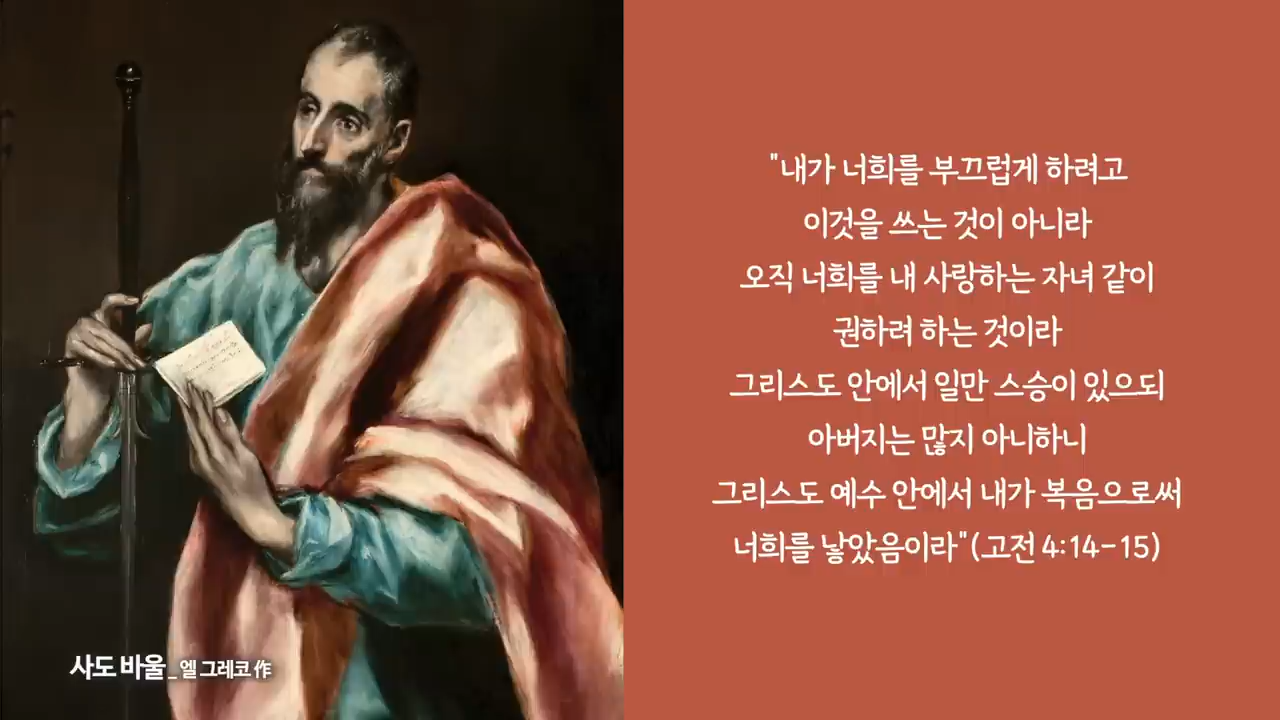 "내가 너희를 부끄럽게 하려고
이것을 쓰는 것이 아니라
오직 너희를 내 사랑하는 자녀 같이
권하려 하는 것이라
그리스도 안에서 일만 스승이 있으되
아버지는 많지 아니하니
그리스도 예수 안에서 내가 복음으로써
너희를 낳았음이라"(고전 4:14-15)
사도 바울_엘 그레코 作